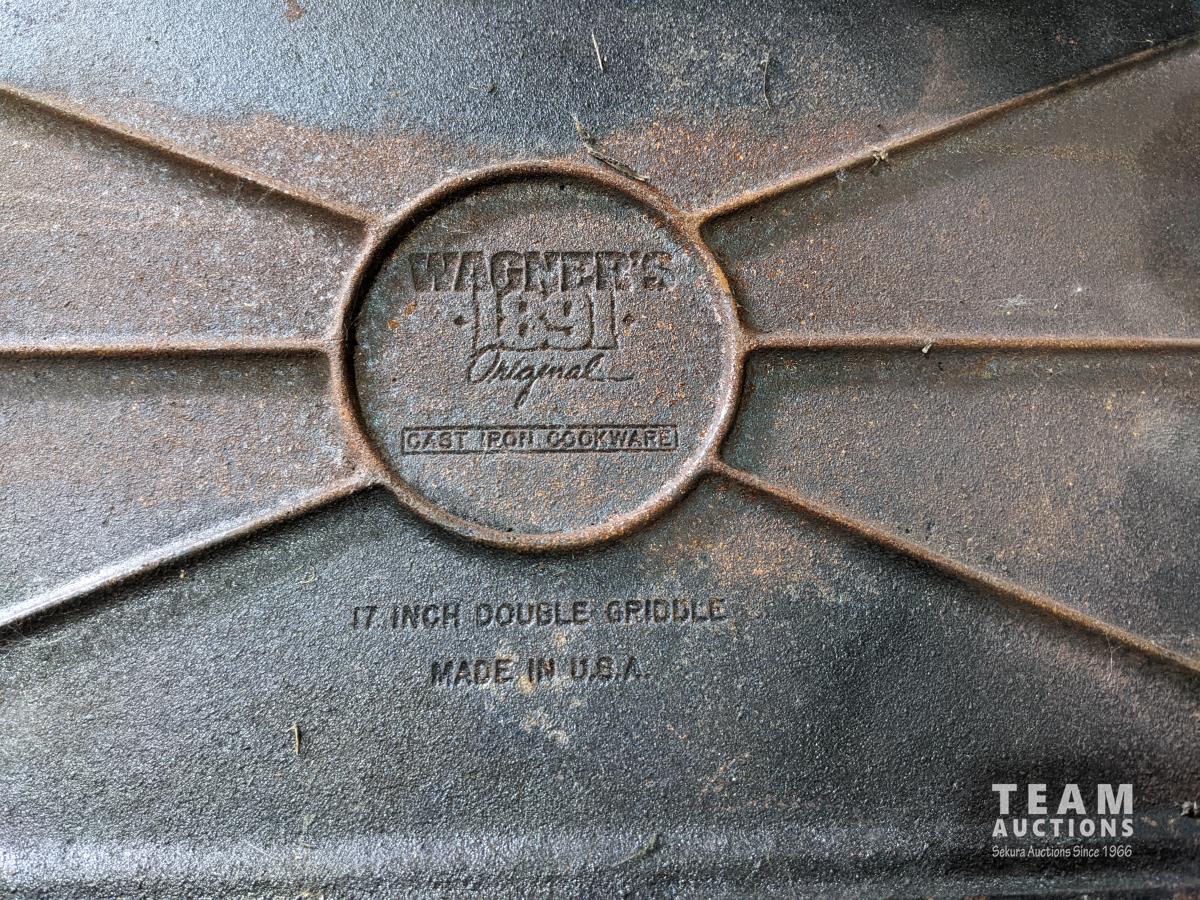 WAGNER'S
·1891·
Original
CAST IRON COOKWARE
17 INCH DOUBLE GRIDDLE
MADE IN U.S.A.
TEAM
AUCTIONS
Sekura Auctions Since 1966